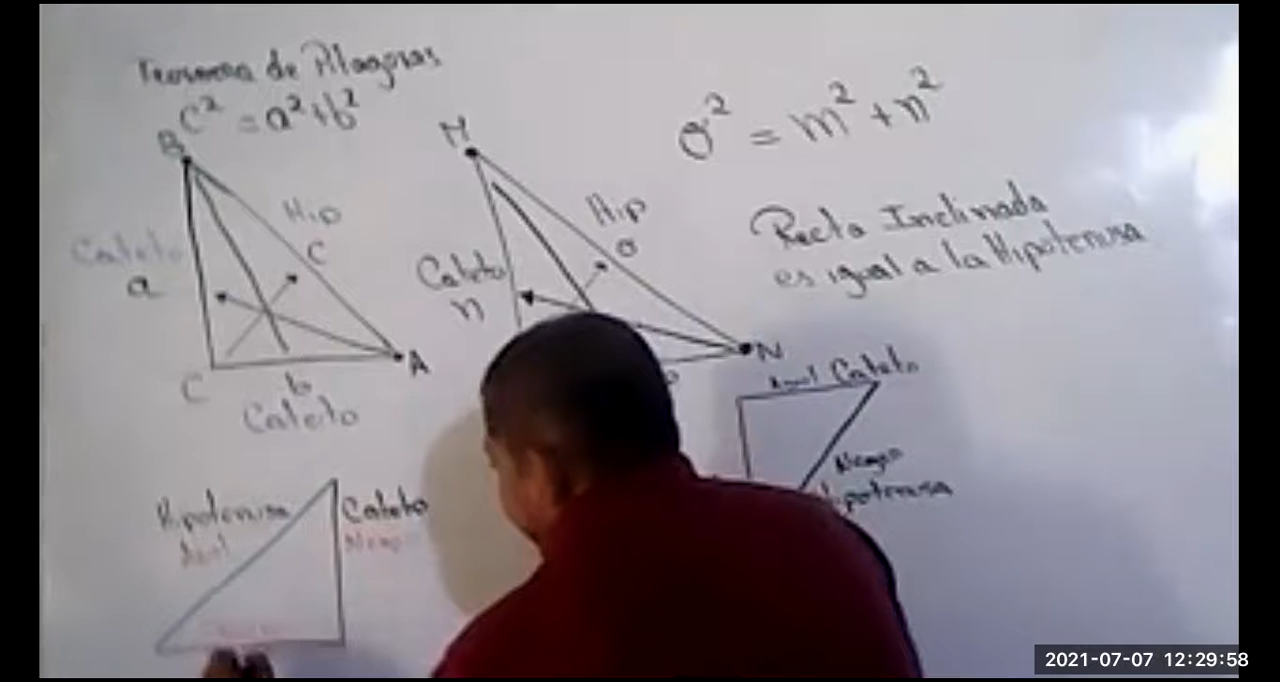 Teorema de Pitagoras
c² = a² + b²
B
Hip
c
Cateto
a
C
b
A
Cateto
M
Hip
o
Cateto
n
N
o² = m² + n²
Recta Inclinada
es igual a la Hipotenusa
Hipotenusa
Azul
Cateto
Negro
Azul Cateto
Negro
Hipotenusa
2021-07-07 12:29:58